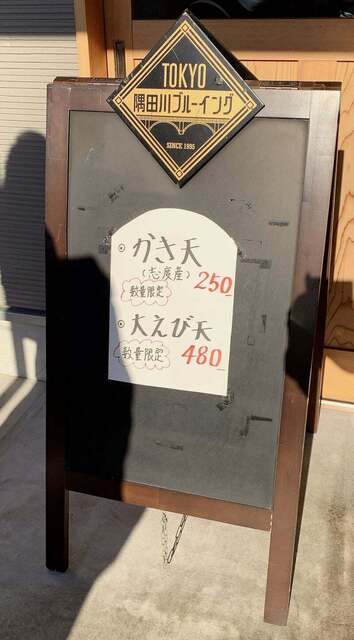 TOKYO
隅田川ブルーイング
SINCE 1995
かき天
(志度産)
数量限定
250
大えび天
数量限定
480